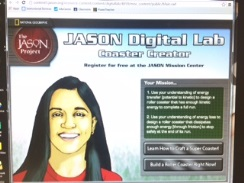 NATIONAL GEOGRAPHIC
The
JASON
Project
JASON Digital Lab
Coaster Creator
Register for free at the JASON Mission Center
Your Mission...
1. Use your understanding of energy
transfer (potential to kinetic) to design a
roller coaster that has enough kinetic
energy to complete a full run.
2. Use your understanding of energy loss to
design a roller coaster that dissipates
enough energy (through friction) to stop
safely at the end of its run.
Learn How to Craft a Super Coaster!
Build a Roller Coaster Right Now!